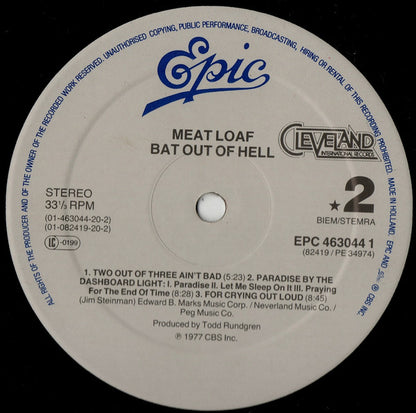 ALL RIGHTS OF THE PRODUCER AND OF THE OWNER OF THE RECORDED WORK RESERVED. UNAUTHORISED COPYING, PUBLIC PERFORMANCE, BROADCASTING, HIRING OR RENTAL OF THIS RECORDING PROHIBITED. MADE IN HOLLAND. EPIC AND
CBS INC.
Epic
MEAT LOAF
BAT OUT OF HELL
CLEVELAND
INTERNATIONAL RECORDS
STEREO
33⅓ RPM
(01-463044-20-2)
(01-082419-20-2)
IC -0199
★2
BIEM/STEMRA
EPC 463044 1
(82419 / PE 34974)
1. TWO OUT OF THREE AIN'T BAD (5:23) 2. PARADISE BY THE
DASHBOARD LIGHT: I. Paradise II. Let Me Sleep On It III. Praying
For The End Of Time (8:28) 3. FOR CRYING OUT LOUD (8:45)
(Jim Steinman) Edward B. Marks Music Corp. / Neverland Music Co. /
Peg Music Co.
Produced by Todd Rundgren
℗ 1977 CBS Inc.